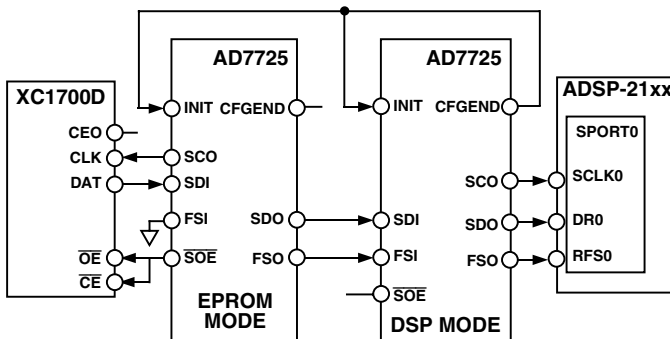 AD7725
AD7725
XC1700D
ADSP-21xx
INIT
CFGEND
INIT
CFGEND
SPORT0
CEO
CLK
SCO
DAT
SDI
SCO
SCLK0
FSI
SDO
SDI
SDO
DR0
OE
SOE
FSO
FSI
FSO
RFS0
CE
SOE
EPROM
MODE
DSP MODE